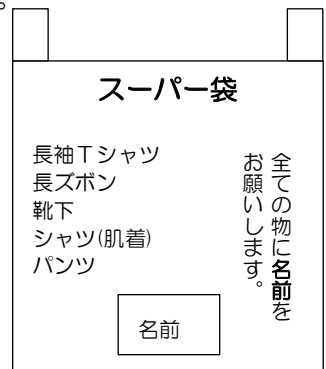 。
スーパー袋
長袖Ｔシャツ
長ズボン
靴下
シャツ(肌着)
パンツ
全ての物に名前を
お願いします。
名前